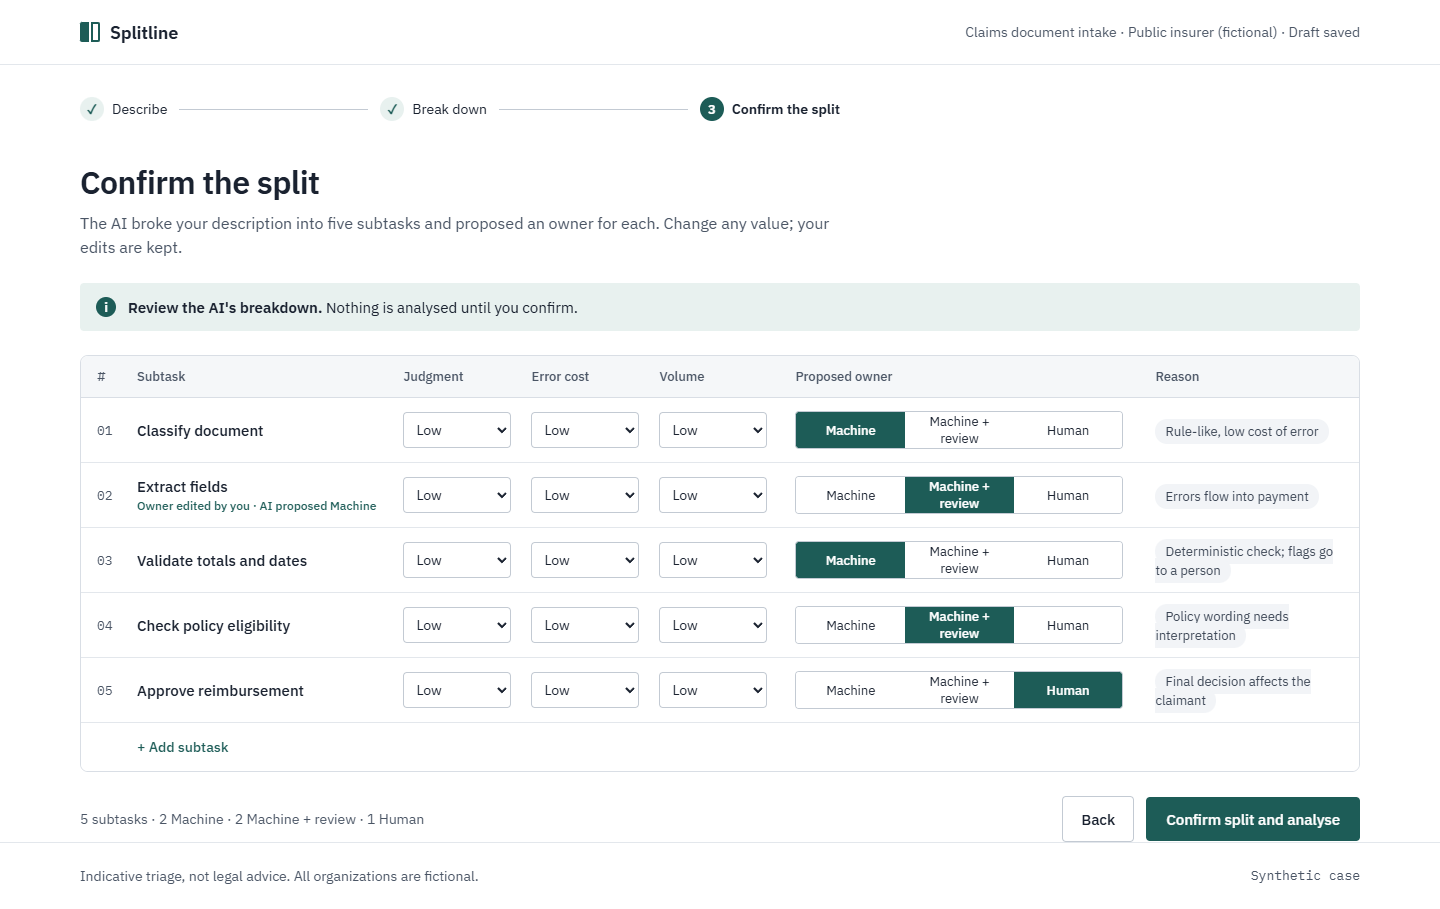 Splitline
Claims document intake · Public insurer (fictional) · Draft saved
✓ Describe
✓ Break down
3 Confirm the split
Confirm the split
The AI broke your description into five subtasks and proposed an owner for each. Change any value; your
edits are kept.
i Review the AI's breakdown. Nothing is analysed until you confirm.
# Subtask Judgment Error cost Volume Proposed owner Reason
01 Classify document Low Low Low Machine Machine + review Human Rule-like, low cost of error
02 Extract fields Low Low Low Machine Machine + review Human Errors flow into payment
Owner edited by you · AI proposed Machine
03 Validate totals and dates Low Low Low Machine Machine + review Human Deterministic check; flags go
to a person
04 Check policy eligibility Low Low Low Machine Machine + review Human Policy wording needs
interpretation
05 Approve reimbursement Low Low Low Machine Machine + review Human Final decision affects the
claimant
+ Add subtask
5 subtasks · 2 Machine · 2 Machine + review · 1 Human
Back
Confirm split and analyse
Indicative triage, not legal advice. All organizations are fictional.
Synthetic case